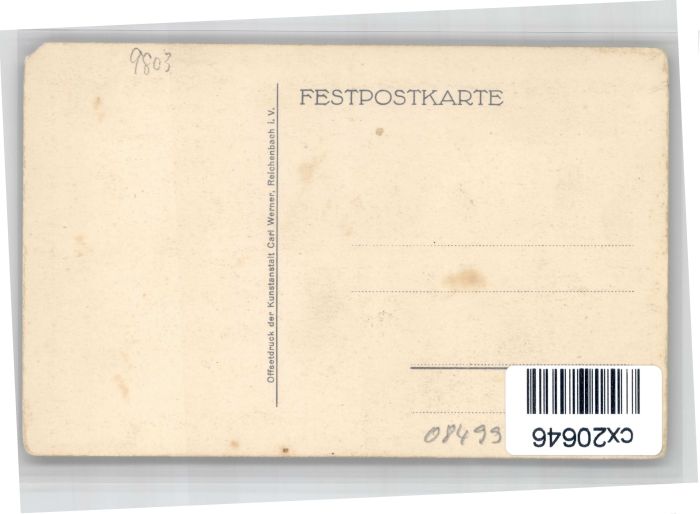 9803
FESTPOSTKARTE
Offsetdruck der Kunstanstalt Carl Werner, Reichenbach i. V.
08499
cx20646